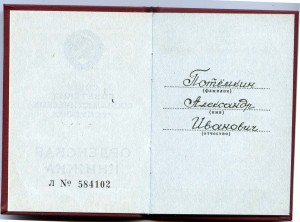 Л № 584102
Потёмкин
(фамилия)
Александр
(имя)
Иванович
(отчество)